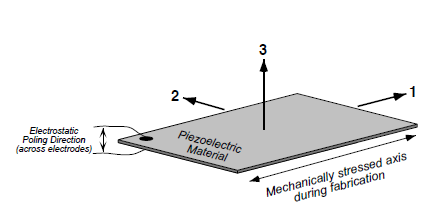 3
2
1
Electrostatic
Poling Direction
(across electrodes)
Piezoelectric
Material
Mechanically stressed axis
during fabrication